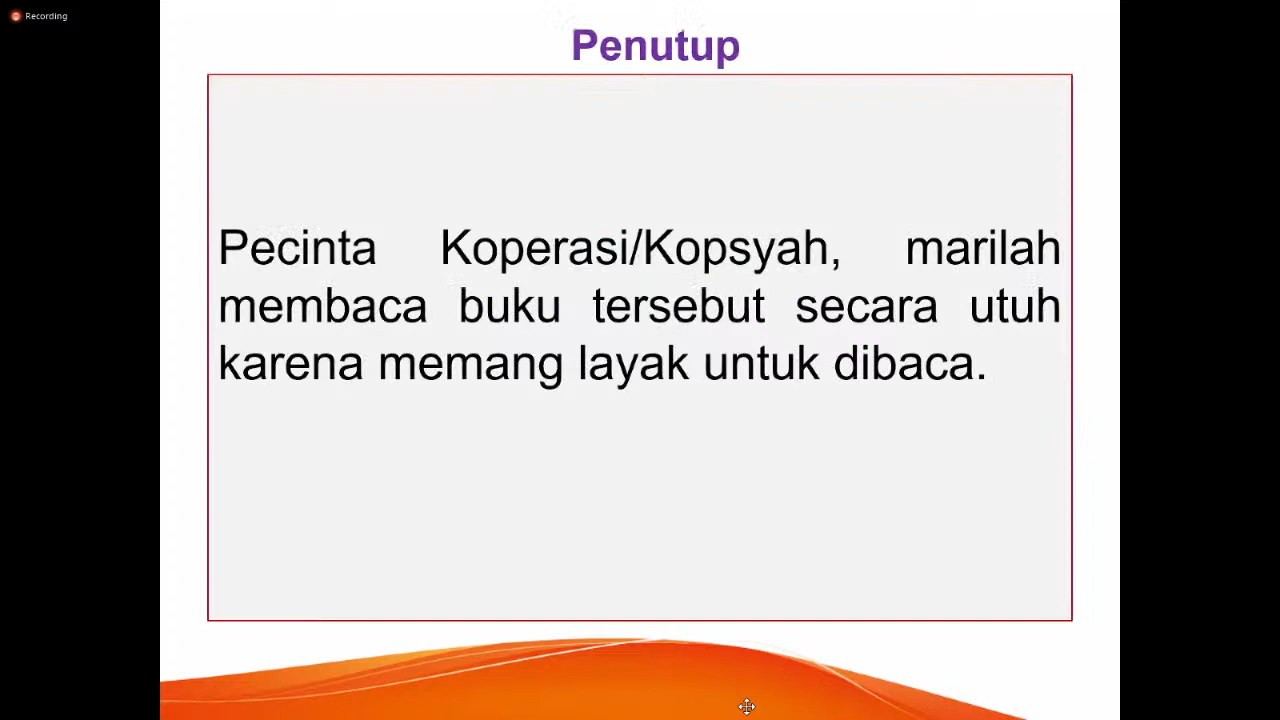 Recording
Penutup
Pecinta Koperasi/Kopsyah, marilah
membaca buku tersebut secara utuh
karena memang layak untuk dibaca.